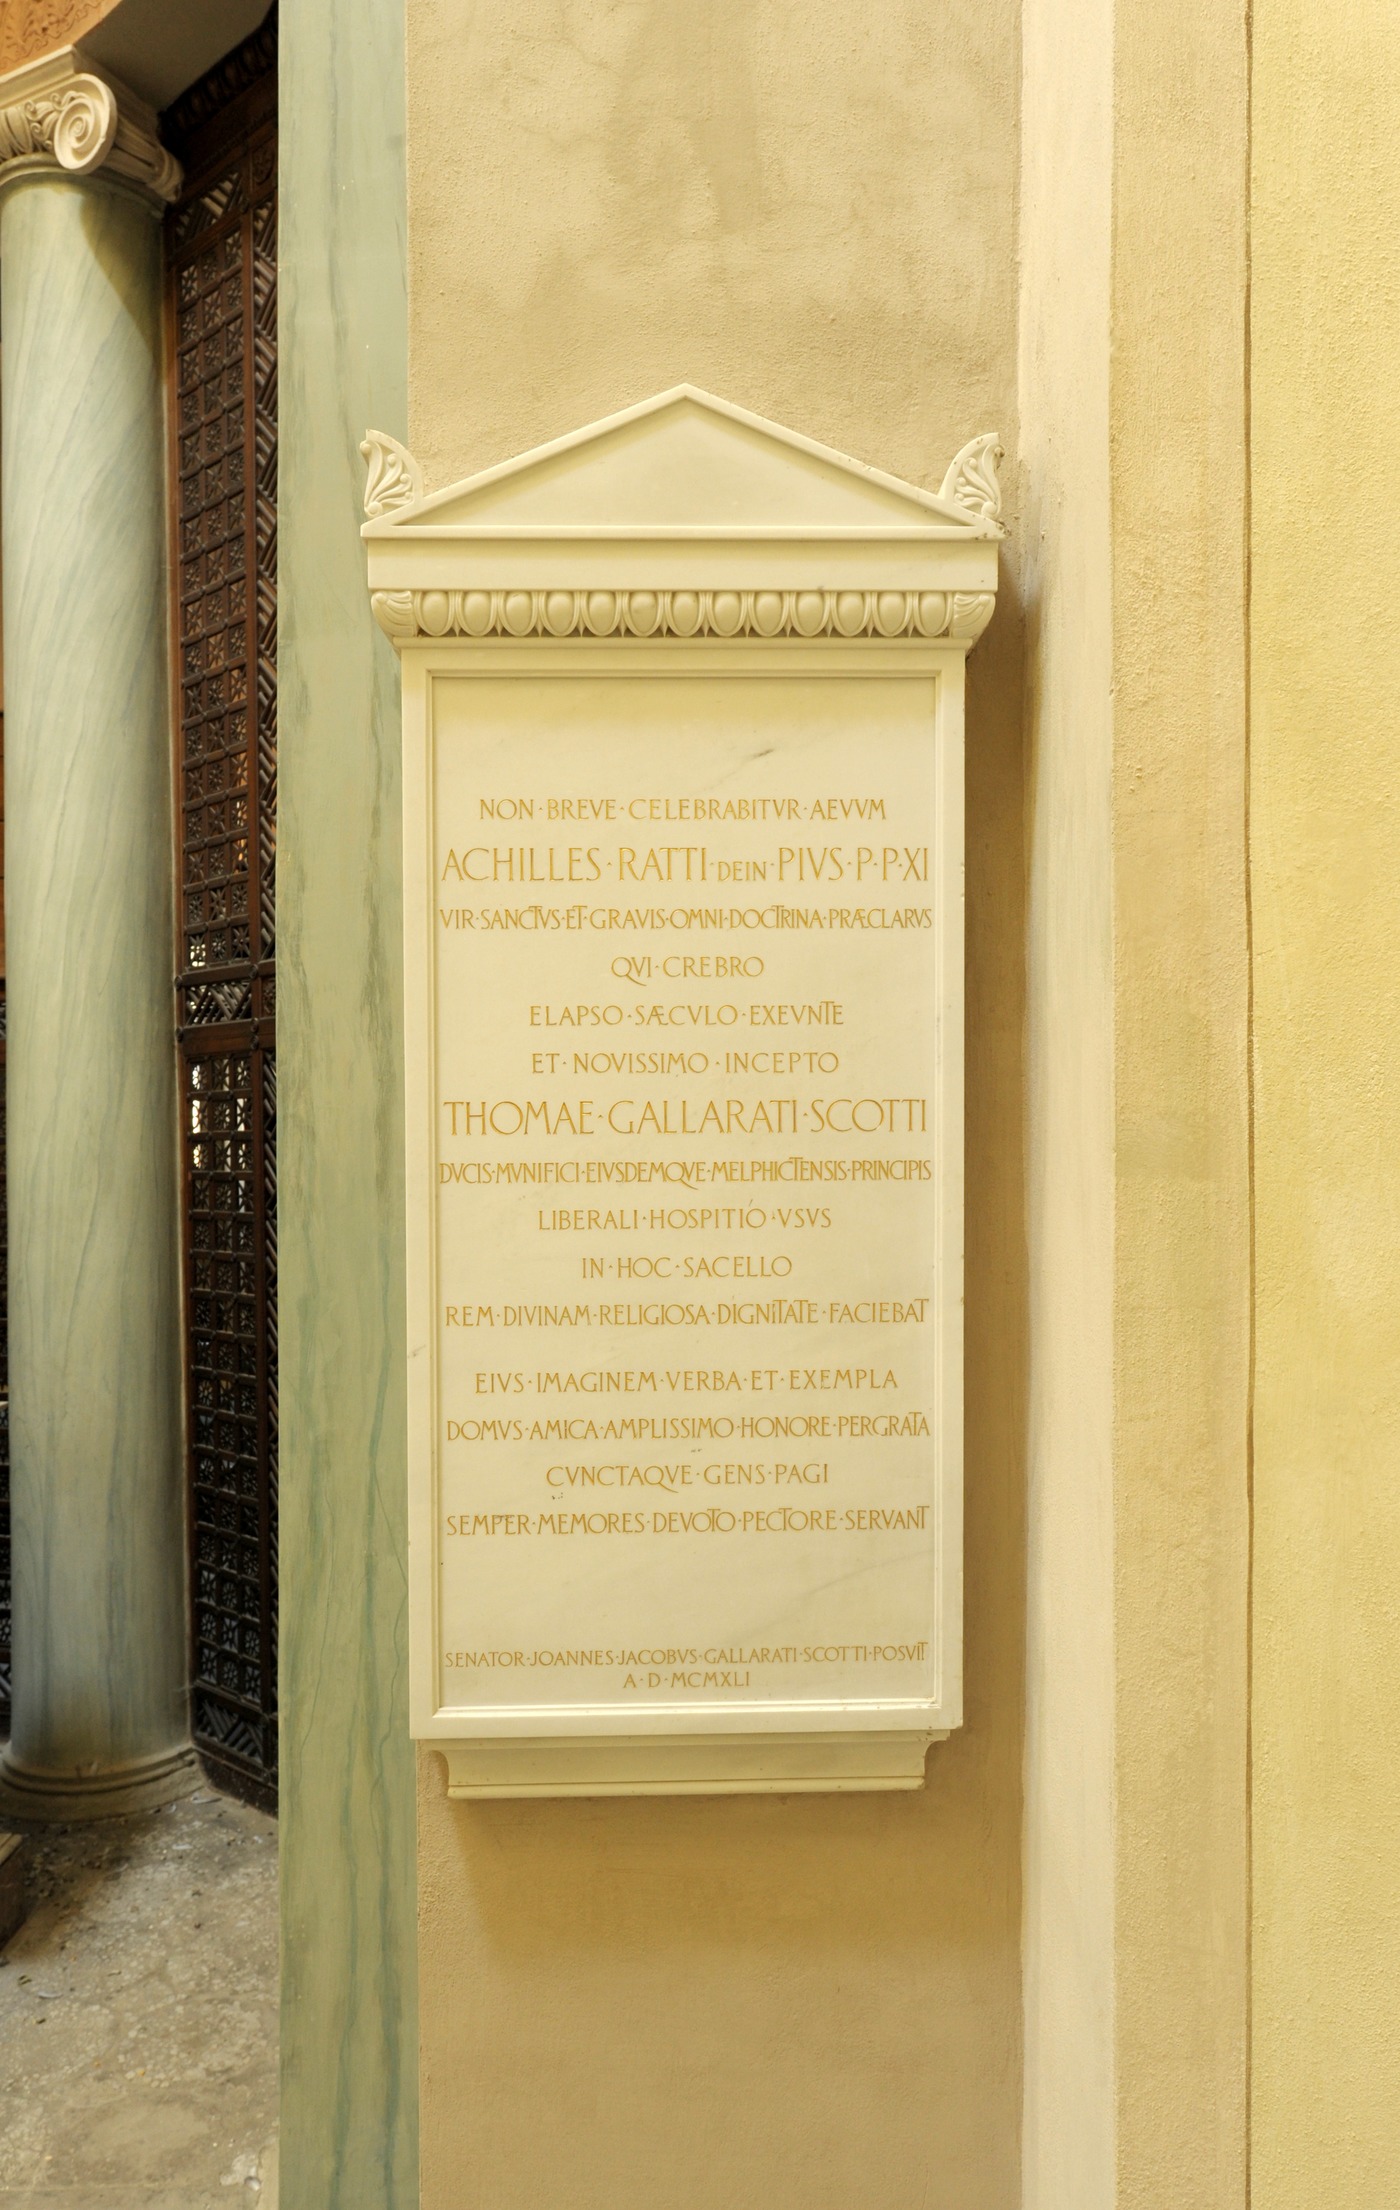 NON·BREVE·CELEBRABITVR·AEVVM
ACHILLES·RATTI·DEIN·PIVS·P·P·XI
VIR·SANCTVS·ET·GRAVIS·OMNI·DOCTRINA·PRÆCLARVS
QVI·CREBRO
ELAPSO·SÆCVLO·EXEVNTE
ET·NOVISSIMO·INCEPTO
THOMAE·GALLARATI·SCOTTI
DVCIS·MVNIFICI·EIVSDEMQVE·MELPHICTENSIS·PRINCIPIS
LIBERALI·HOSPITIÓ·VSVS
IN·HOC·SACELLO
REM·DIVINAM·RELIGIOSA·DIGNITATE·FACIEBAT
EIVS·IMAGINEM·VERBA·ET·EXEMPLA
DOMVS·AMICA·AMPLISSIMO·HONORE·PERGRATA
CVNCTAQVE·GENS·PAGI
SEMPER·MEMORES·DEVOTO·PECTORE·SERVANT
SENATOR·JOANNES·JACOBVS·GALLARATI·SCOTTI·POSVIT
A·D·MCMXLI